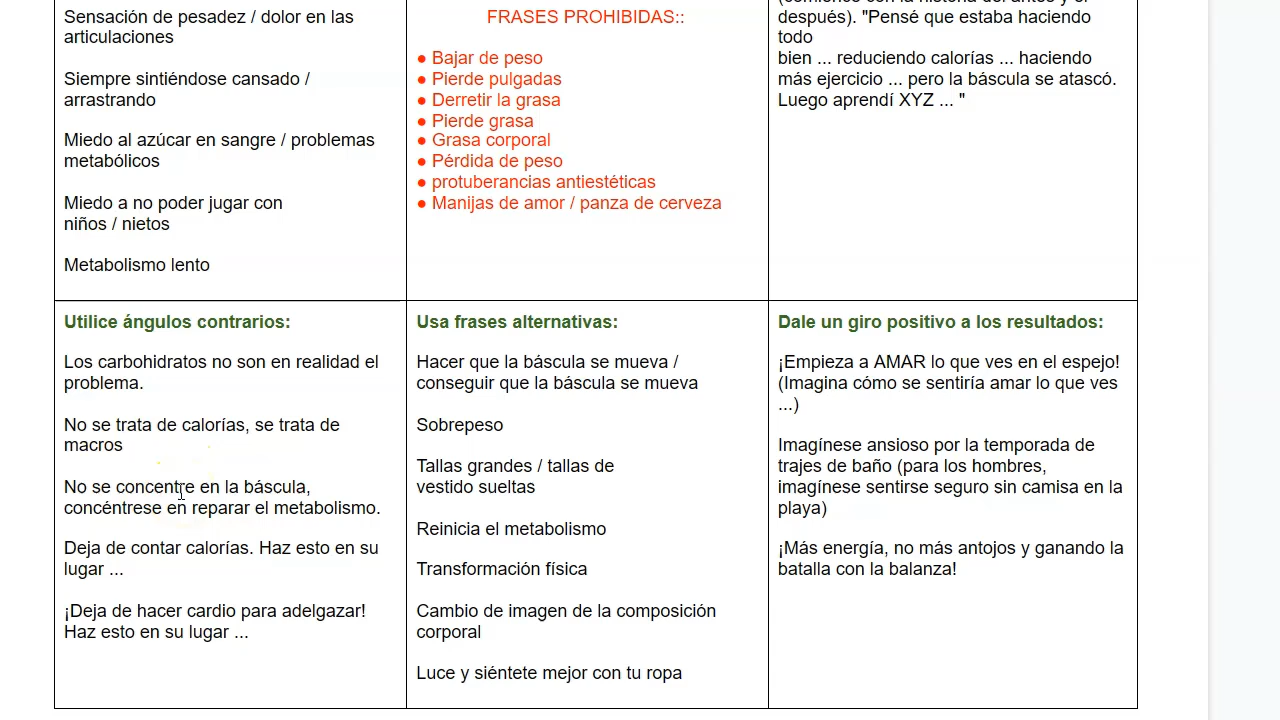 Sensación de pesadez / dolor en las
articulaciones
Siempre sintiéndose cansado /
arrastrando
Miedo al azúcar en sangre / problemas
metabólicos
Miedo a no poder jugar con
niños / nietos
Metabolismo lento
FRASES PROHIBIDAS::
● Bajar de peso
● Pierde pulgadas
● Derretir la grasa
● Pierde grasa
● Grasa corporal
● Pérdida de peso
● protuberancias antiestéticas
● Manijas de amor / panza de cerveza
después). "Pensé que estaba haciendo
todo
bien ... reduciendo calorías ... haciendo
más ejercicio ... pero la báscula se atascó.
Luego aprendí XYZ ... "
Utilice ángulos contrarios:
Los carbohidratos no son en realidad el
problema.
No se trata de calorías, se trata de
macros
No se concentre en la báscula,
concéntrese en reparar el metabolismo.
Deja de contar calorías. Haz esto en su
lugar ...
¡Deja de hacer cardio para adelgazar!
Haz esto en su lugar ...
Usa frases alternativas:
Hacer que la báscula se mueva /
conseguir que la báscula se mueva
Sobrepeso
Tallas grandes / tallas de
vestido sueltas
Reinicia el metabolismo
Transformación física
Cambio de imagen de la composición
corporal
Luce y siéntete mejor con tu ropa
Dale un giro positivo a los resultados:
¡Empieza a AMAR lo que ves en el espejo!
(Imagina cómo se sentiría amar lo que ves
...)
Imagínese ansioso por la temporada de
trajes de baño (para los hombres,
imagínese sentirse seguro sin camisa en la
playa)
¡Más energía, no más antojos y ganando la
batalla con la balanza!